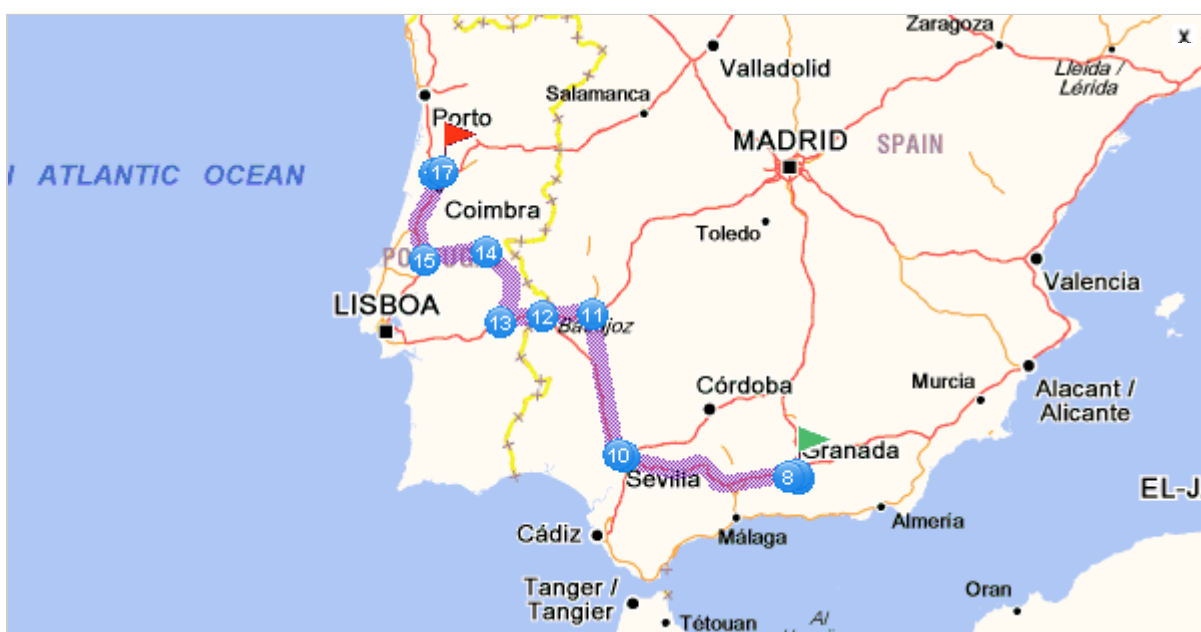 Zaragoza
x
Valladolid
Lleida /
Lérida
Salamanca
Porto
MADRID
SPAIN
ATLANTIC OCEAN
17
Coimbra
Toledo
14
15
Valencia
LISBOA
13
12
11
Badajoz
Córdoba
Murcia
Alacant /
Alicante
Granada
10
8
Sevilla
EL-J
Almería
Cádiz
Málaga
Tanger /
Tangier
Oran
Tétouan
Al